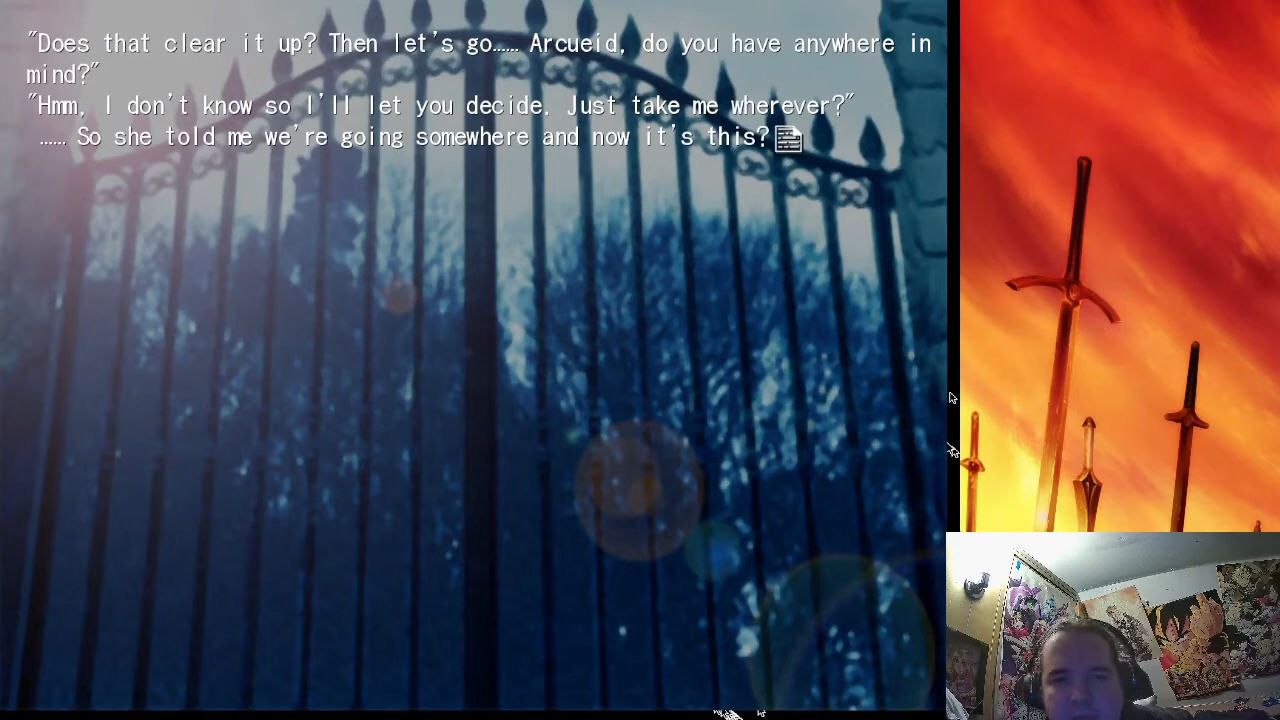 "Does that clear it up? Then let's go...... Arcueid, do you have anywhere in
mind?"
"Hmm, I don't know so I'll let you decide. Just take me wherever?"
...... So she told me we're going somewhere and now it's this?